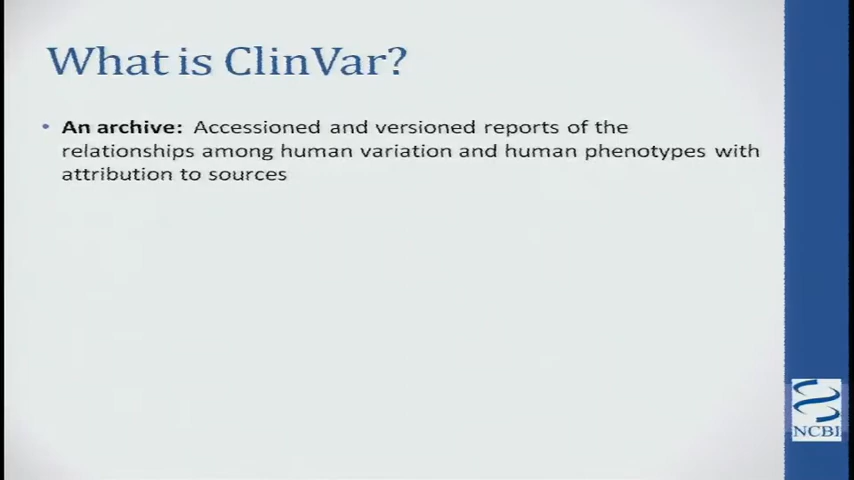 What is ClinVar?
• An archive: Accessioned and versioned reports of the
relationships among human variation and human phenotypes with
attribution to sources
NCBI